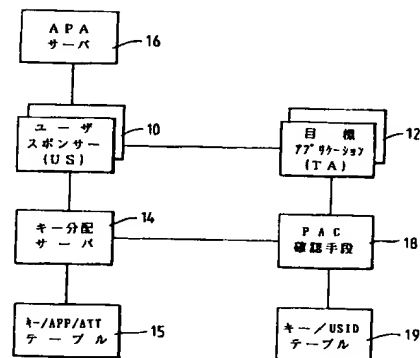 APA
サーバ
16
ユーザ
スポンサー
(US)
10
目標
アプリケーション
(TA)
12
キー分配
サーバ
14
PAC
確認手段
18
キー/APP/ATT
テーブル
15
キー/USID
テーブル
19